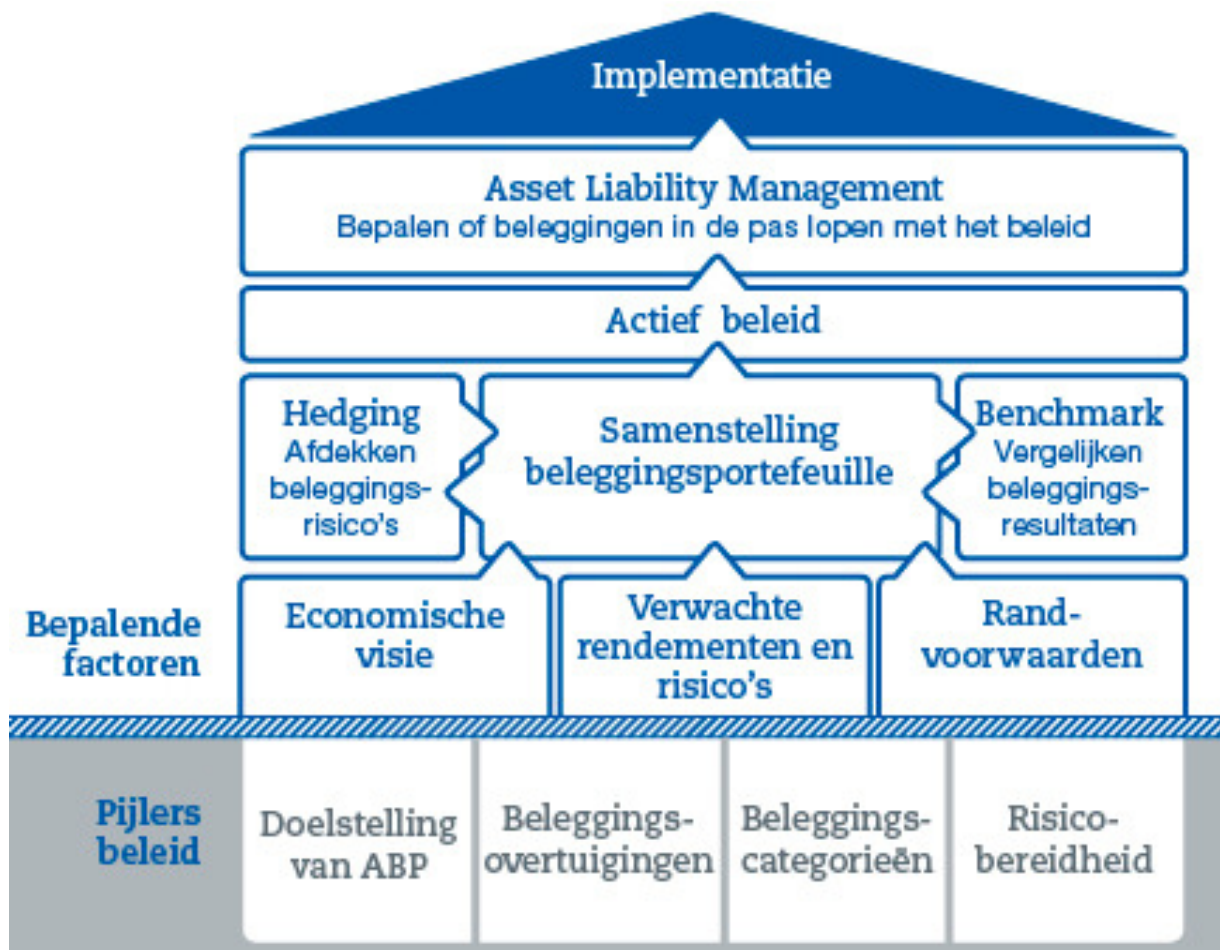 Implementatie
Asset Liability Management
Bepalen of beleggingen in de pas lopen met het beleid
Actief beleid
Hedging
Afdekken
beleggings-
risico's
Samenstelling
beleggingsportefeuille
Benchmark
Vergelijken
beleggings-
resultaten
Bepalende
factoren
Economische
visie
Verwachte
rendementen en
risico's
Rand-
voorwaarden
Pijlers
beleid
Doelstelling
van ABP
Beleggings-
overtuigingen
Beleggings-
categorieën
Risico-
bereidheid